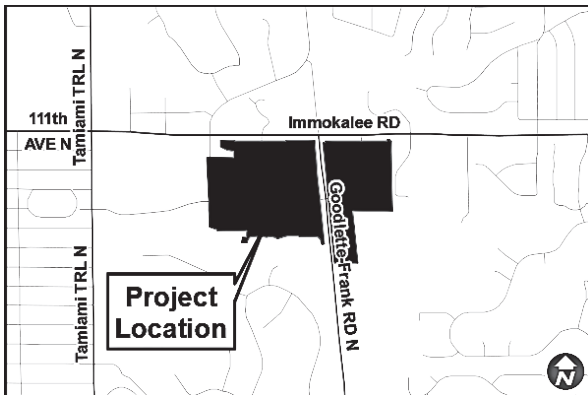 Tamiami TRL N
111th
AVE N
Immokalee RD
Goodlette-Frank RD N
Tamiami TRL N
Project
Location
N